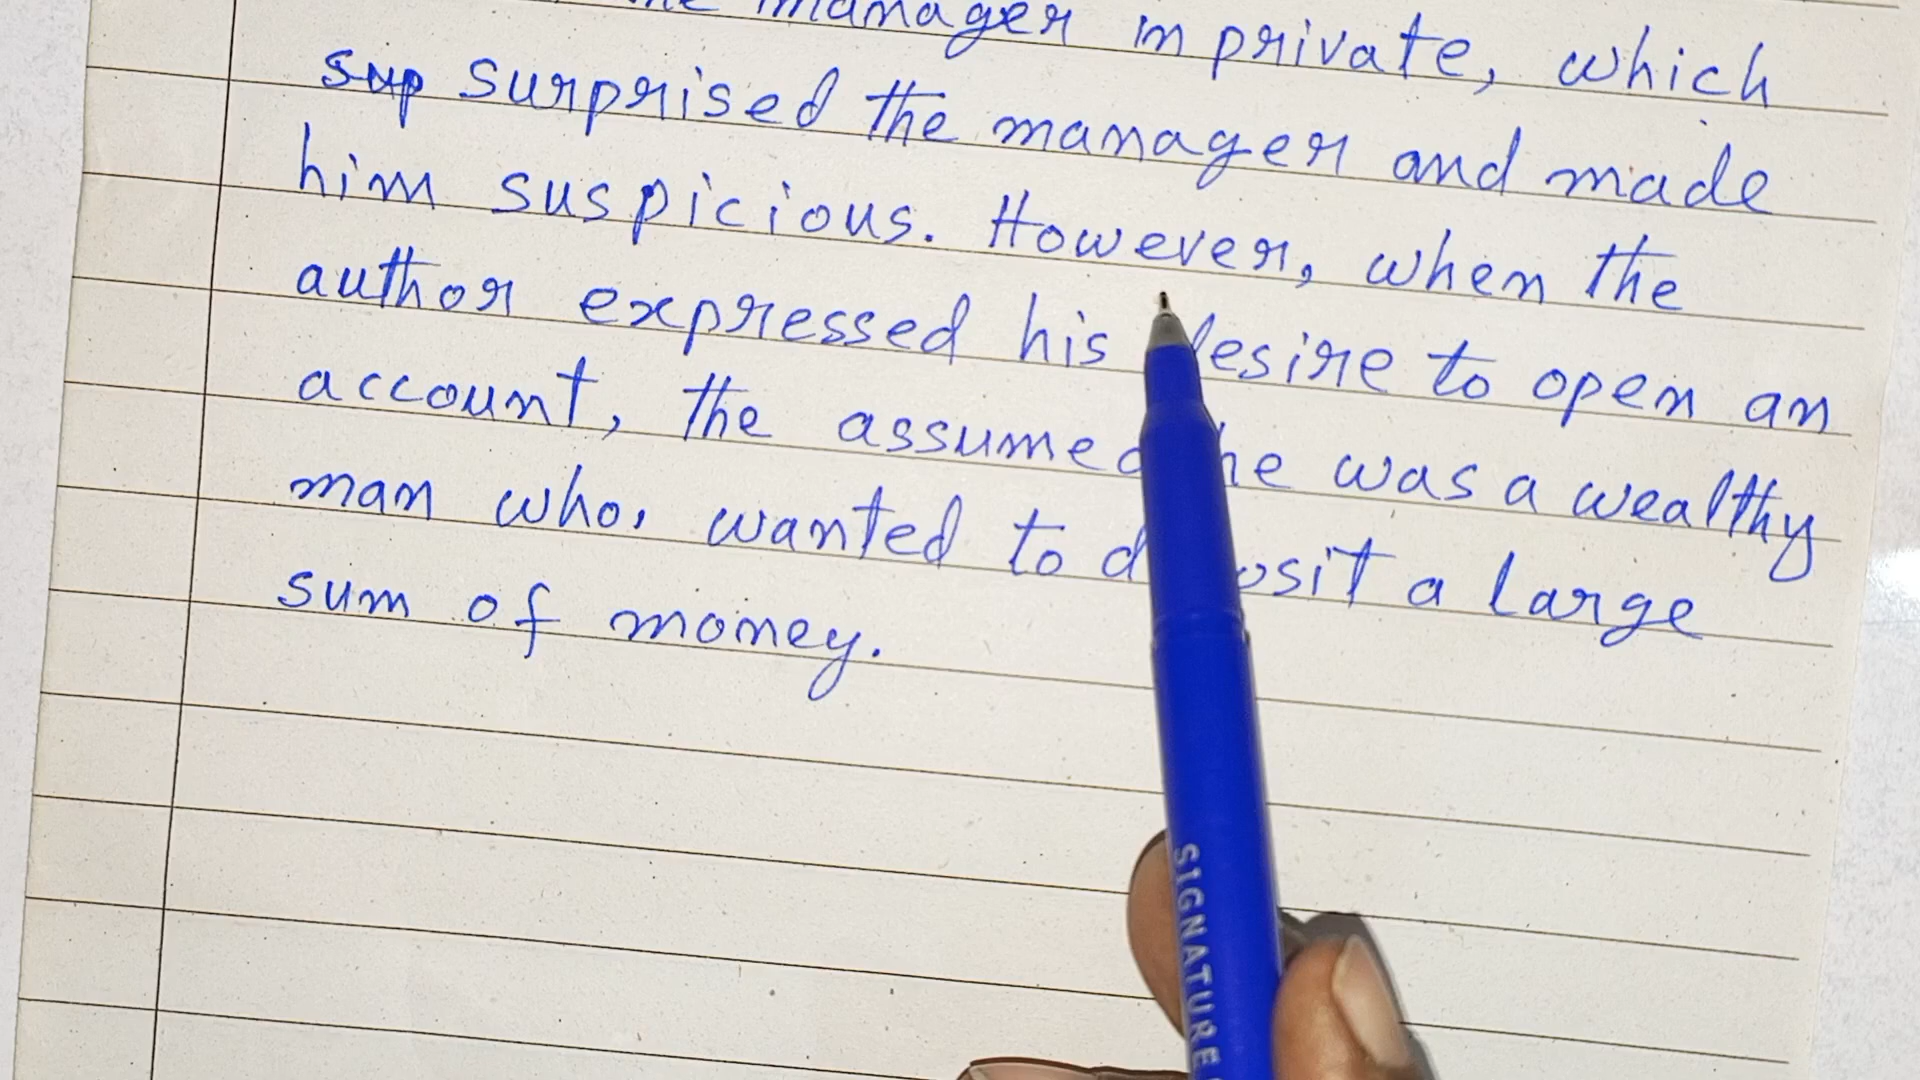 manager in private, which
surprised the manager and made
him suspicious. However, when the
author expressed his desire to open an
account, the assumed he was a wealthy
man who, wanted to deposit a large
sum of money.
SIGNATURE